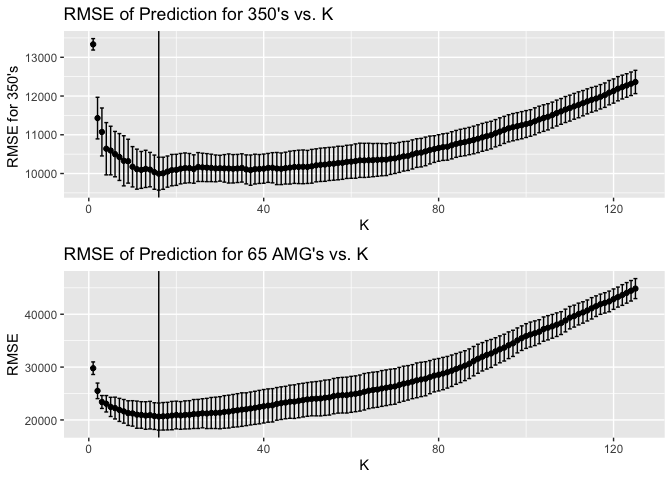 RMSE of Prediction for 350's vs. K
13000
12000
11000
10000
RMSE for 350's
0 40 80 120
K
RMSE of Prediction for 65 AMG's vs. K
40000
30000
20000
RMSE
0 40 80 120
K